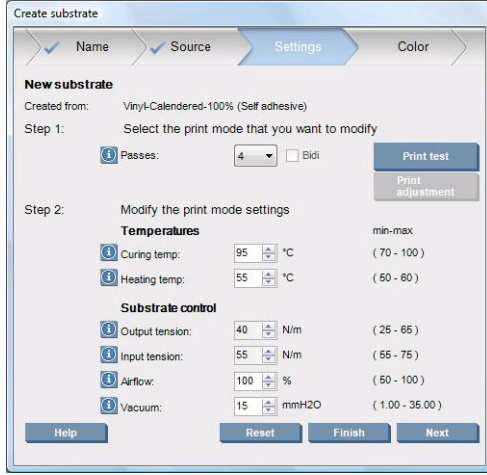 Create substrate
Name Source Settings Color
New substrate
Created from: Vinyl-Calendered-100% (Self adhesive)
Step 1: Select the print mode that you want to modify
Passes: 4 Bidi Print test
Print adjustment
Step 2: Modify the print mode settings
Temperatures min-max
Curing temp: 95 °C ( 70 - 100 )
Heating temp: 55 °C ( 50 - 60 )
Substrate control
Output tension: 40 N/m ( 25 - 65 )
Input tension: 55 N/m ( 55 - 75 )
Airflow: 100 % ( 50 - 100 )
Vacuum: 15 mmH2O ( 1.00 - 35.00 )
Help Reset Finish Next